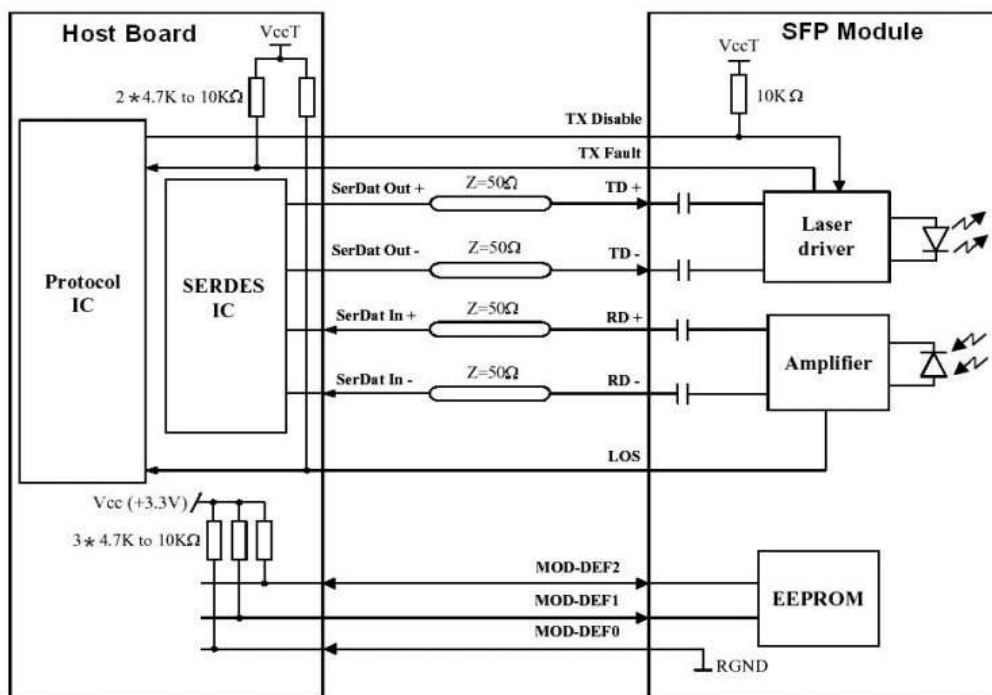 Host Board
SFP Module
VccT
VccT
2*4.7K to 10KΩ
10KΩ
TX Disable
TX Fault
SerDat Out +
Z=50Ω
TD +
SerDat Out -
Z=50Ω
TD -
Laser
driver
Protocol
IC
SERDES
IC
SerDat In +
Z=50Ω
RD +
SerDat In -
Z=50Ω
RD -
Amplifier
LOS
Vcc (+3.3V)
3*4.7K to 10KΩ
MOD-DEF2
MOD-DEF1
MOD-DEF0
EEPROM
RGND